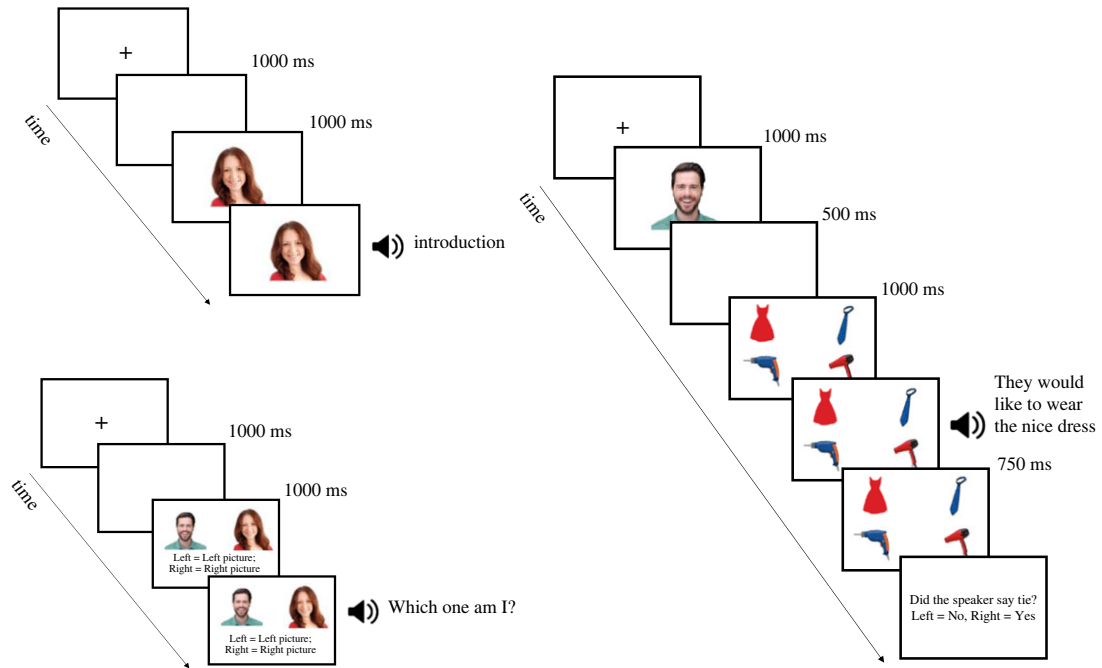 +
1000 ms
1000 ms
introduction
time
+
1000 ms
1000 ms
Left = Left picture;
Right = Right picture
Left = Left picture;
Right = Right picture
Which one am I?
time
+
1000 ms
500 ms
1000 ms
They would
like to wear
the nice dress
750 ms
Did the speaker say tie?
Left = No, Right = Yes
time